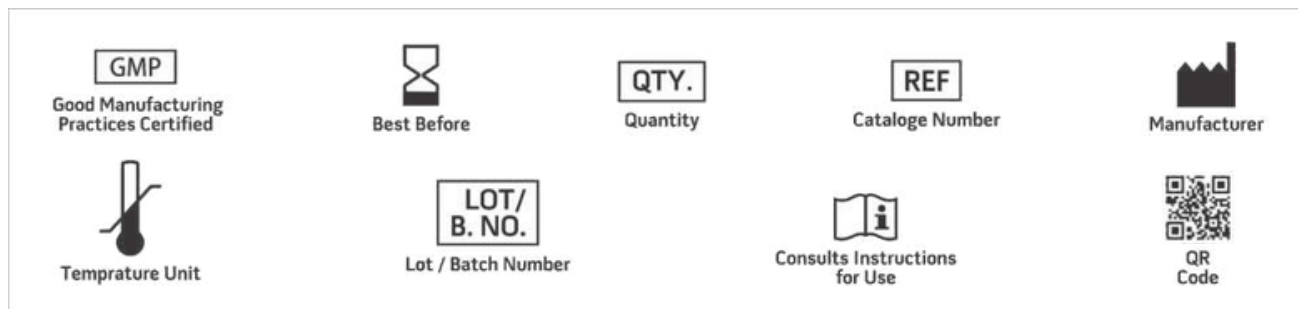 GMP
Good Manufacturing
Practices Certified
Best Before
QTY.
Quantity
REF
Cataloge Number
Manufacturer
Temprature Unit
LOT/
B. NO.
Lot / Batch Number
i
Consults Instructions
for Use
QR
Code